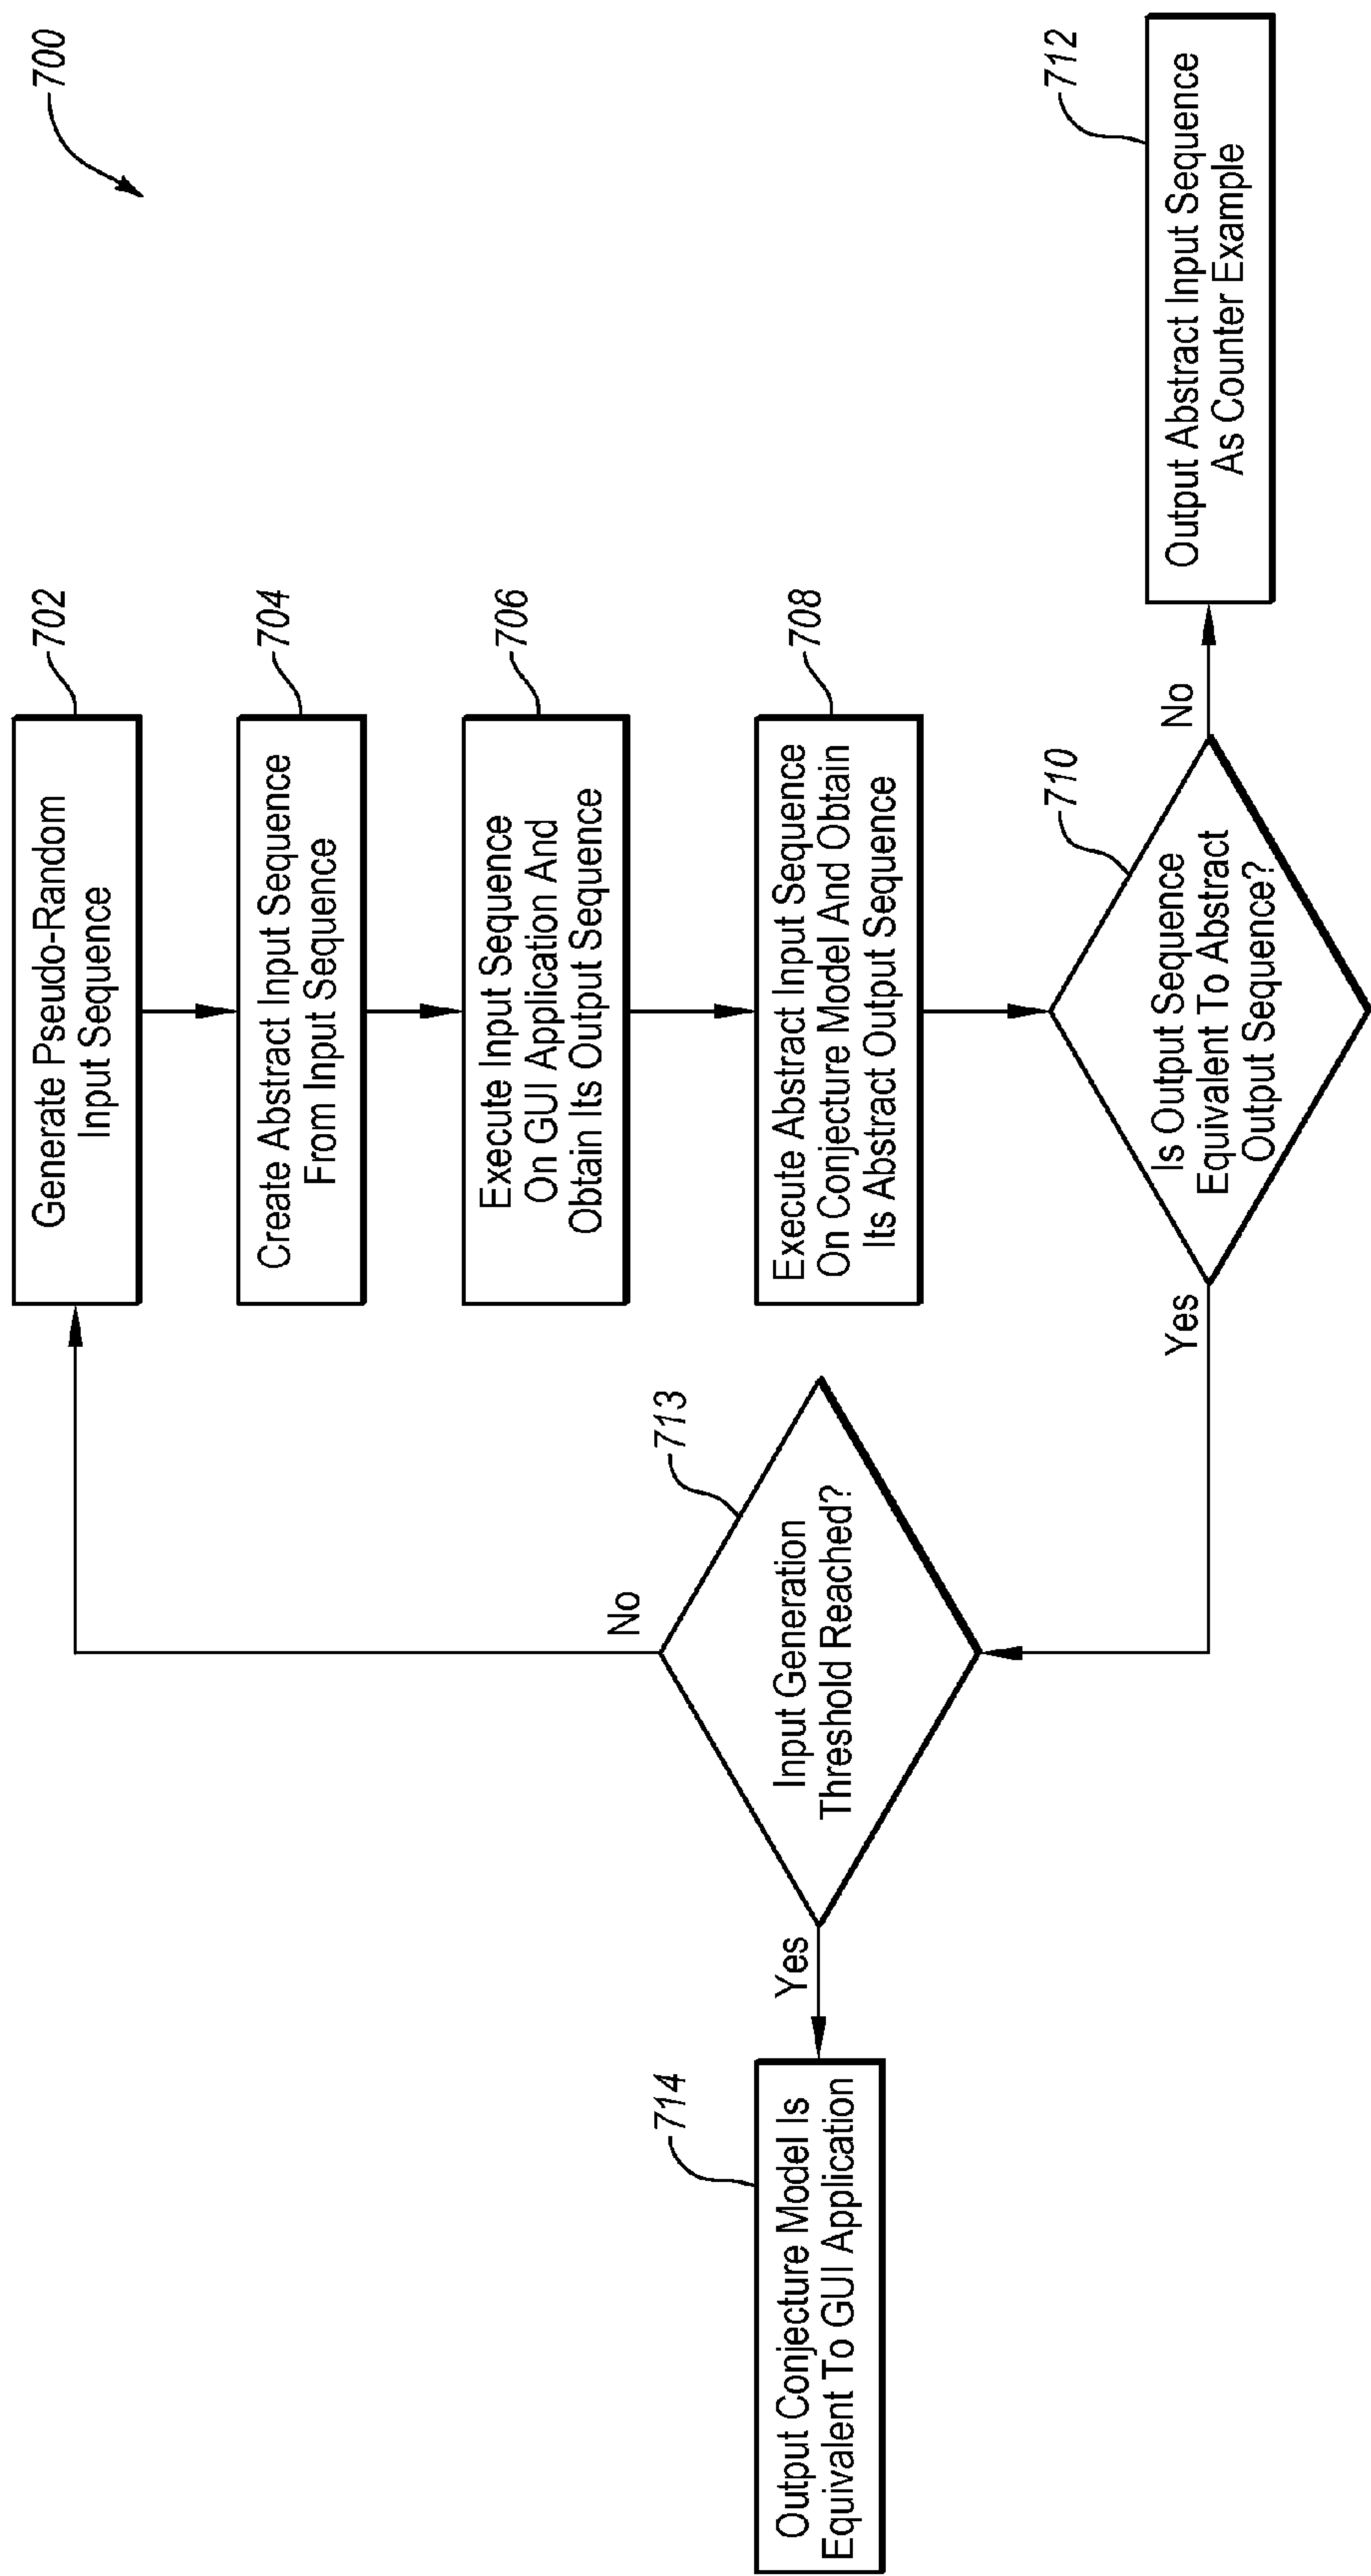 700
702
Generate Pseudo-Random
Input Sequence
704
Create Abstract Input Sequence
From Input Sequence
706
Execute Input Sequence
On GUI Application And
Obtain Its Output Sequence
708
Execute Abstract Input Sequence
On Conjecture Model And Obtain
Its Abstract Output Sequence
710
Is Output Sequence
Equivalent To Abstract
Output Sequence?
No
Yes
712
Output Abstract Input Sequence
As Counter Example
713
Input Generation
Threshold Reached?
No
Yes
714
Output Conjecture Model Is
Equivalent To GUI Application